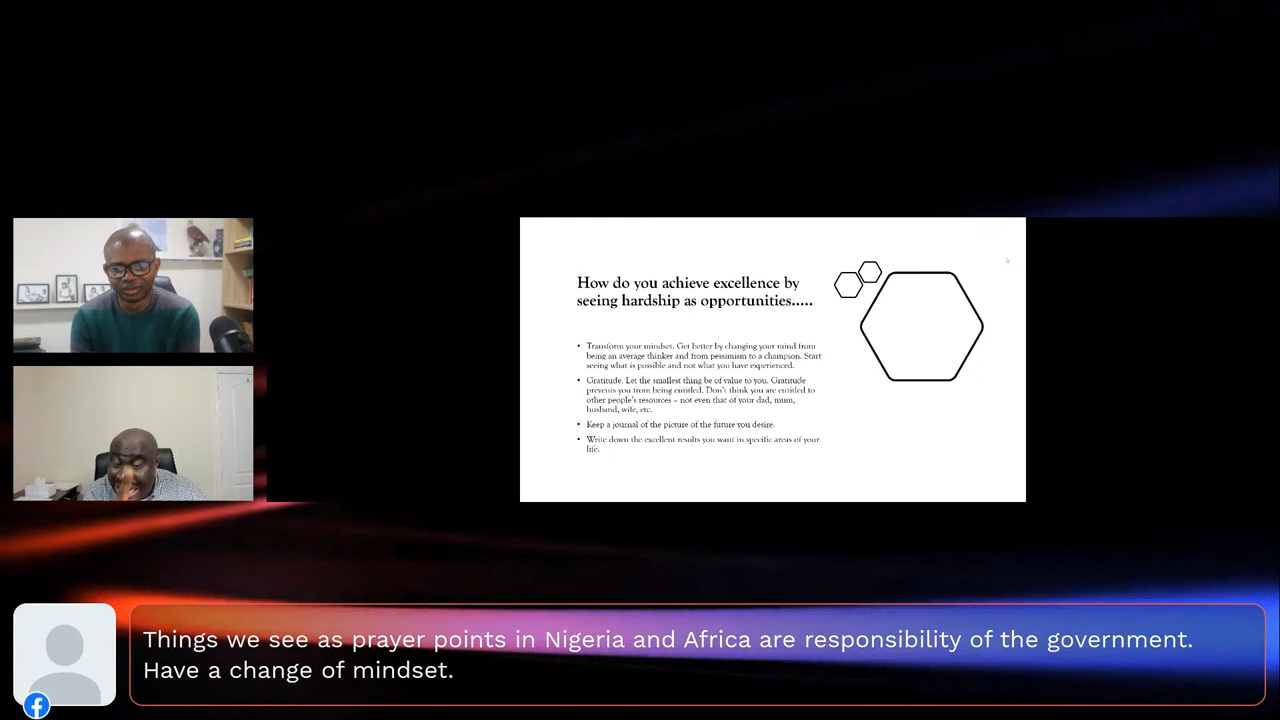 How do you achieve excellence by
seeing hardship as opportunities.....
• Transform your mindset. Get better by changing your mind from
being an average thinker and from pessimism to a champion. Start
seeing what is possible and not what you have experienced.
• Gratitude. Let the smallest thing be of value to you. Gratitude
prevents you from being entitled. Don't think you are entitled to
other people's resources – not even that of your dad, mum,
husband, wife, etc.
• Keep a journal of the picture of the future you desire.
• Write down the excellent results you want in specific areas of your
life.
Things we see as prayer points in Nigeria and Africa are responsibility of the government.
Have a change of mindset.